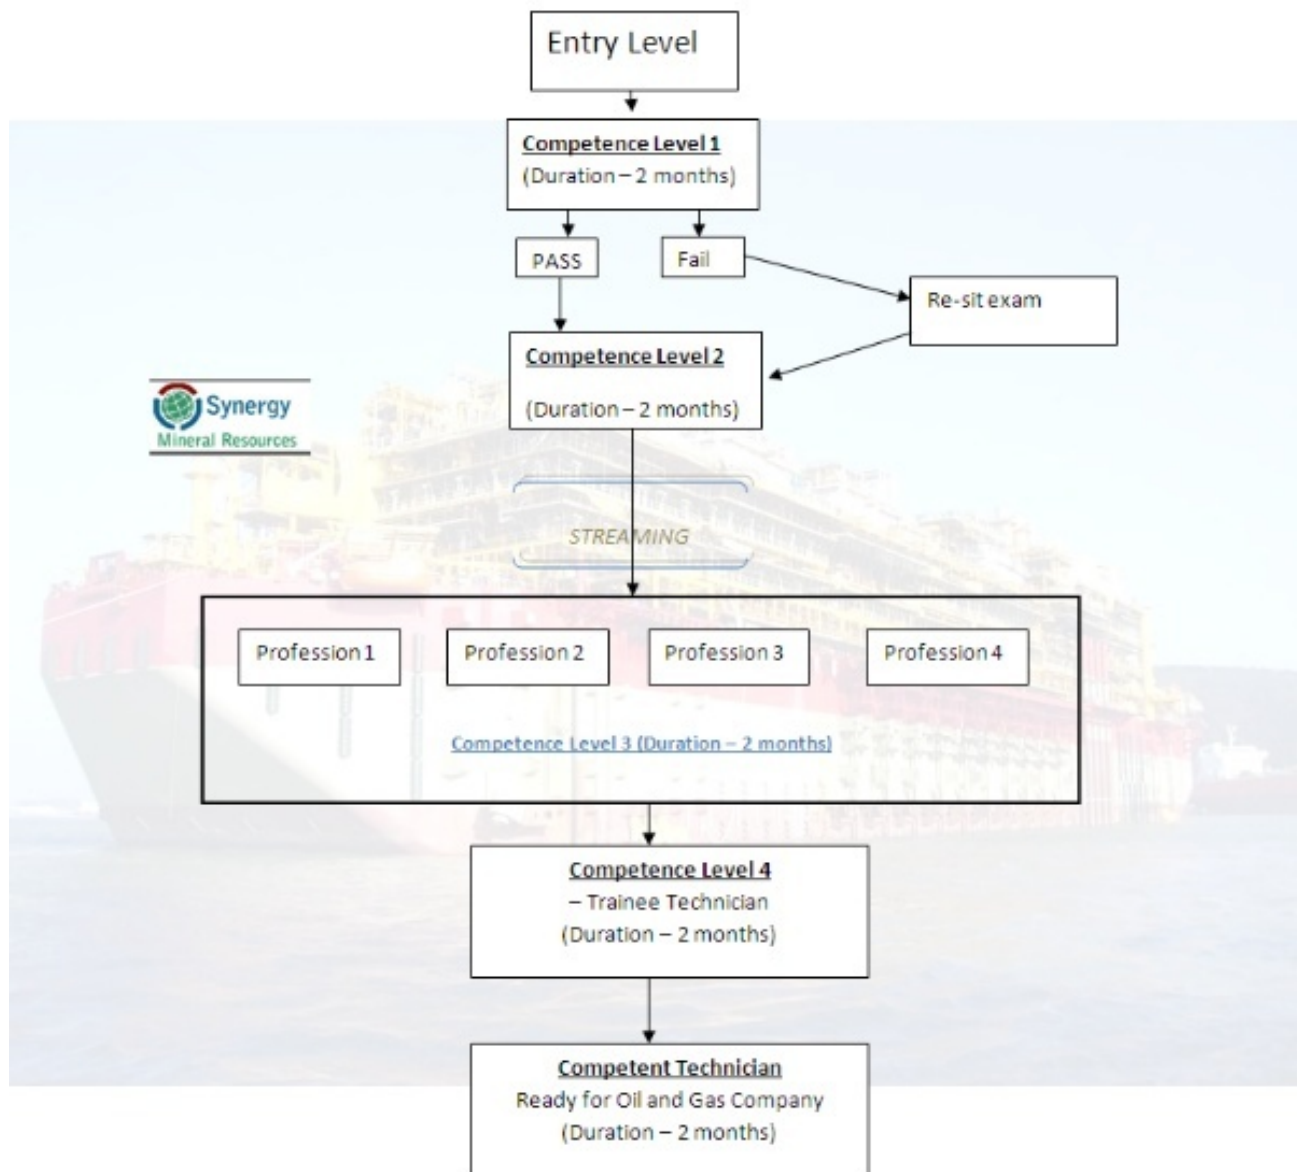 Entry Level
Competence Level 1
(Duration – 2 months)
PASS
Fail
Re-sit exam
Competence Level 2
(Duration – 2 months)
Synergy
Mineral Resources
STREAMING
Profession 1
Profession 2
Profession 3
Profession 4
Competence Level 3 (Duration – 2 months)
Competence Level 4
– Trainee Technician
(Duration – 2 months)
Competent Technician
Ready for Oil and Gas Company
(Duration – 2 months)